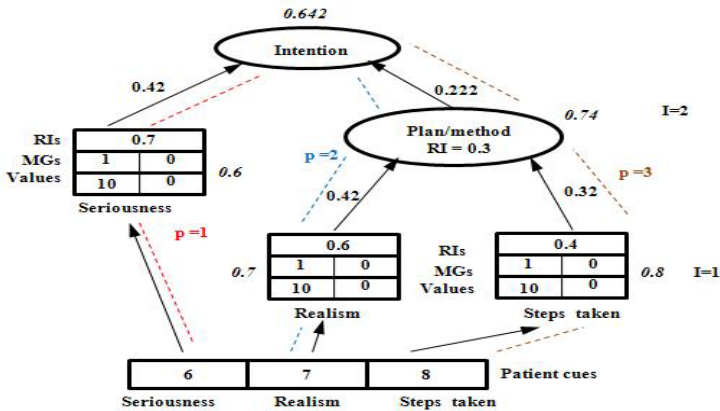 0.642
Intention
0.42
0.222
0.74
I=2
RIs
0.7
Plan/method
RI = 0.3
MGs
1 0
0.6
p =2
p =3
Values
10 0
0.42
0.32
Seriousness
p =1
0.6
RIs
0.4
0.7
1 0
MGs
1 0
0.8
I=1
10 0
Values
10 0
Realism
Steps taken
6 7 8
Patient cues
Seriousness Realism Steps taken